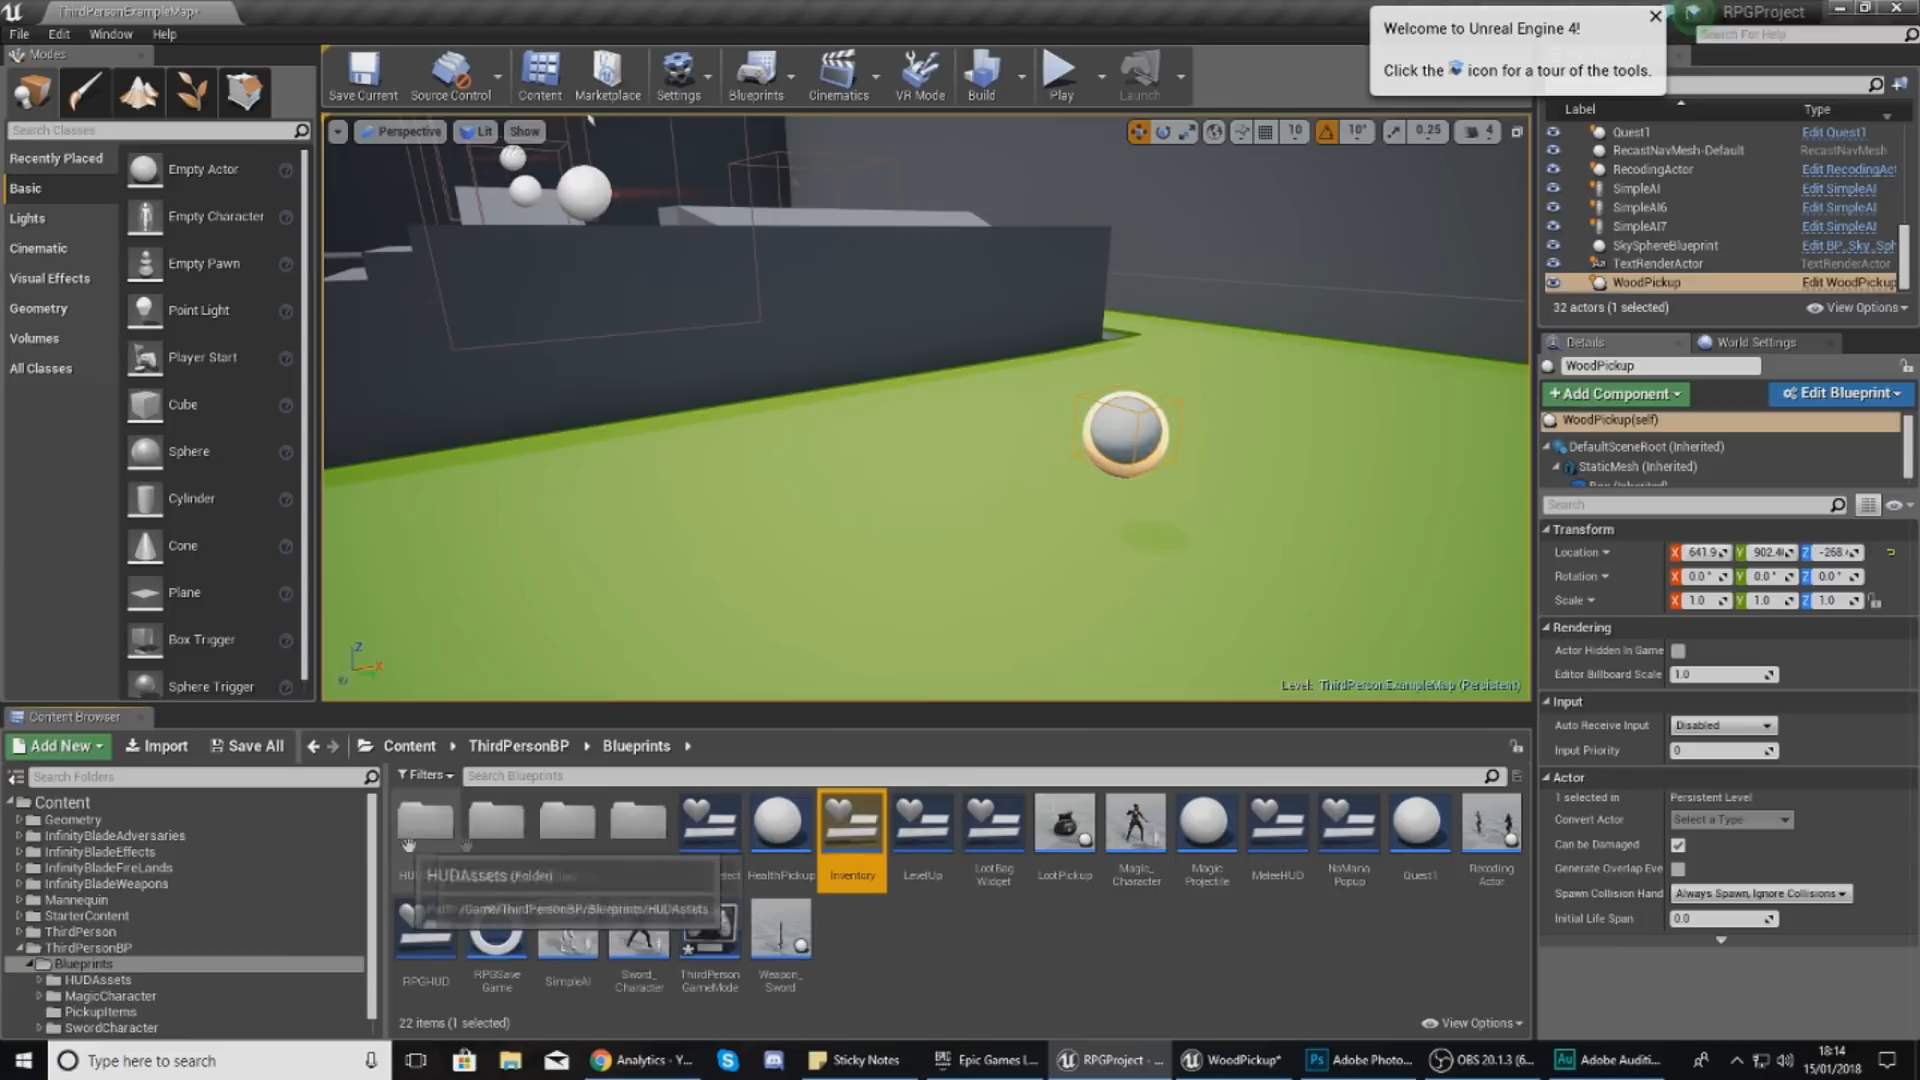 ThirdPersonExampleMap*
RPGProject
File Edit Window Help
Search For Help
Welcome to Unreal Engine 4!
Click the icon for a tour of the tools.
Modes
Save Current
Source Control
Content
Marketplace
Settings
Blueprints
Cinematics
VR Mode
Build
Play
Launch
Search Classes
Recently Placed
Basic
Lights
Cinematic
Visual Effects
Geometry
Volumes
All Classes
Empty Actor
Empty Character
Empty Pawn
Point Light
Player Start
Cube
Sphere
Cylinder
Cone
Plane
Box Trigger
Sphere Trigger
Perspective Lit Show
10 10° 0.25 4
Z
X
Level: ThirdPersonExampleMap (Persistent)
Label Type
Quest1 Edit Quest1
RecastNavMesh-Default RecastNavMesh
RecodingActor Edit RecodingAct
SimpleAI Edit SimpleAI
SimpleAI6 Edit SimpleAI
SimpleAI7 Edit SimpleAI
SkySphereBlueprint Edit BP_Sky_Sph
TextRenderActor TextRenderActor
WoodPickup Edit WoodPickup
32 actors (1 selected) View Options
Details World Settings
WoodPickup
+Add Component Edit Blueprint
WoodPickup(self)
DefaultSceneRoot (Inherited)
StaticMesh (Inherited)
Search
Transform
Location X 641.9 Y 902.4 Z -268.
Rotation X 0.0° Y 0.0° Z 0.0°
Scale X 1.0 Y 1.0 Z 1.0
Rendering
Actor Hidden In Game
Editor Billboard Scale 1.0
Input
Auto Receive Input Disabled
Input Priority 0
Actor
1 selected in Persistent Level
Convert Actor Select a Type
Can be Damaged
Generate Overlap Eve
Spawn Collision Hand Always Spawn, Ignore Collisions
Initial Life Span 0.0
Content Browser
Add New Import Save All Content ThirdPersonBP Blueprints
Search Folders
Filters Search Blueprints
Content
Geometry
InfinityBladeAdversaries
InfinityBladeEffects
InfinityBladeFireLands
InfinityBladeWeapons
Mannequin
StarterContent
ThirdPerson
ThirdPersonBP
Blueprints
HUDAssets
MagicCharacter
PickupItems
SwordCharacter
HUDAssets (Folder)
/Game/ThirdPersonBP/Blueprints/HUDAssets
HealthPickup
Inventory
LevelUp
LootBag Widget
LootPickup
Magic_ Character
Magic Projectile
MeleeHUD
NoMana Popup
Quest1
Recoding Actor
RPGHUD
RPGSave Game
SimpleAI
Sword_ Character
ThirdPerson GameMode
Weapon_ Sword
22 items (1 selected) View Options
Type here to search
Analytics - Y...
Sticky Notes
Epic Games L...
RPGProject - ...
WoodPickup*
Adobe Photo...
OBS 20.1.3 (6...
Adobe Auditi...
18:14
15/01/2018